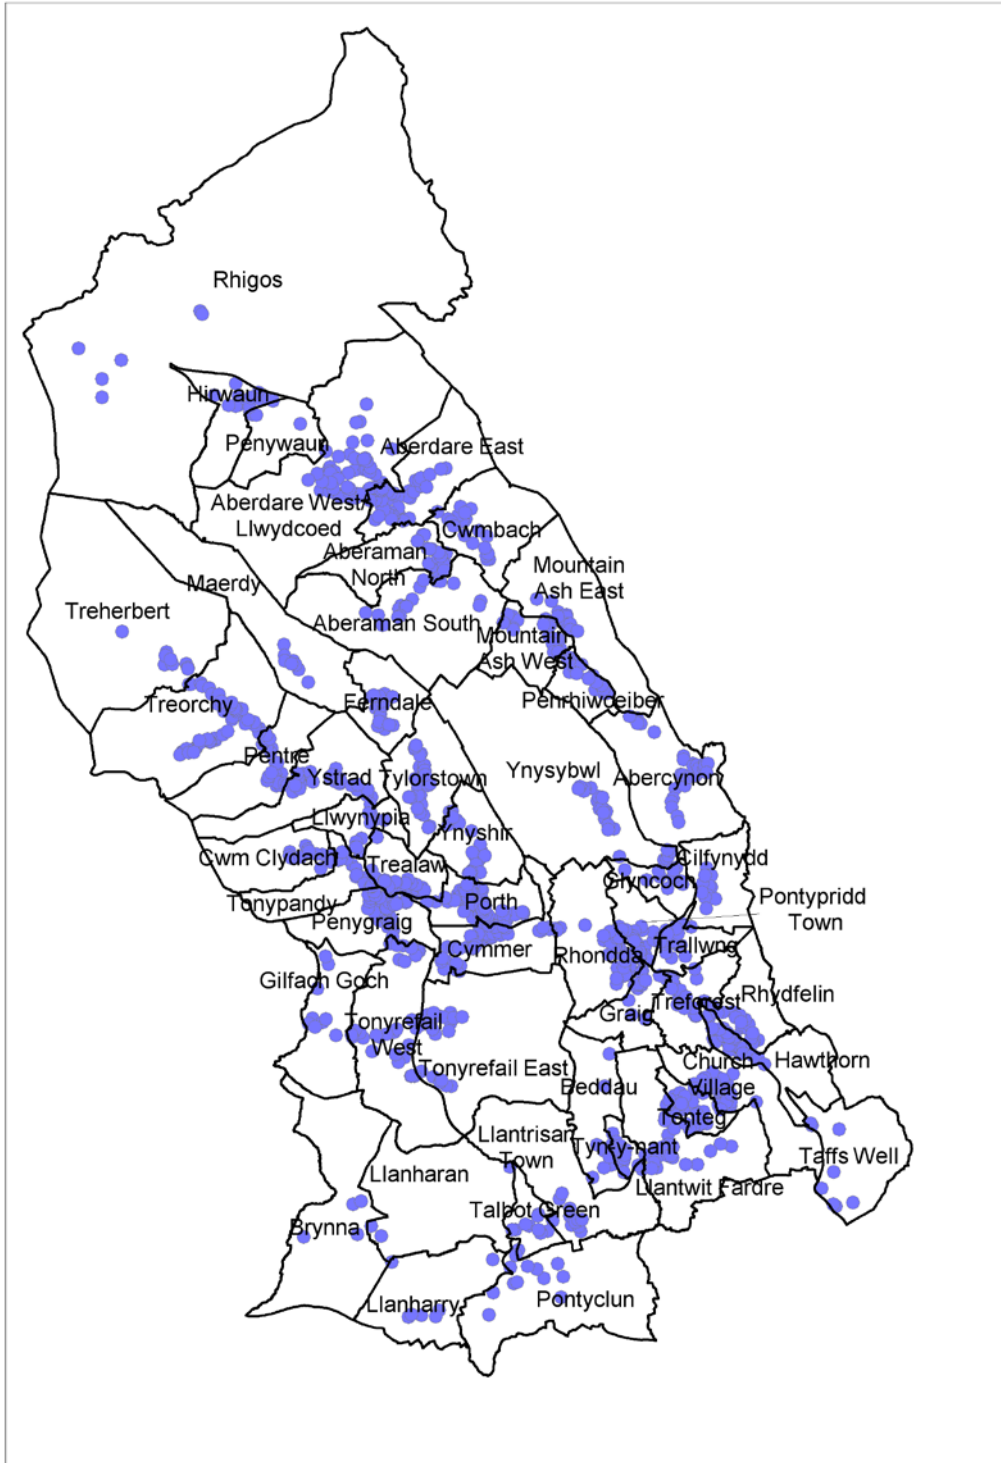 Rhigos
Hirwaun
Penywaun
Aberdare East
Aberdare West/
Llwydcoed
Cwmbach
Aberaman
North
Mountain
Ash East
Maerdy
Treherbert
Aberaman South
Mountain
Ash West
Treorchy
Ferndale
Penrhiwceiber
Pentre
Ystrad
Tylorstown
Ynysybwl
Abercynon
Llwynypia
Ynyshir
Cwm Clydach
Trealaw
Cilfynydd
Glyncoch
Tonypandy
Porth
Pontypridd
Town
Penygraig
Cymmer
Rhondda
Trallwng
Gilfach Goch
Rhydfelin
Treforest
Graig
Tonyrefail
West
Church
Village
Hawthorn
Tonyrefail East
Beddau
Tonteg
Llantrisant
Town
Tyn-y-nant
Taffs Well
Llanharan
Llantwit Fardre
Talbot Green
Brynna
Llanharry
Pontyclun